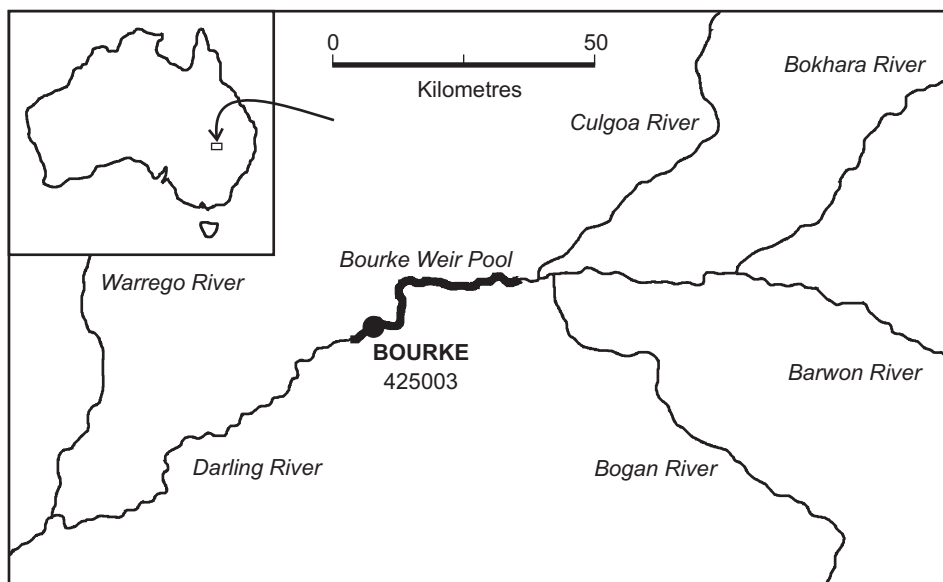 0 50
Kilometres
Bokhara River
Culgoa River
Bourke Weir Pool
Warrego River
BOURKE
425003
Barwon River
Darling River
Bogan River